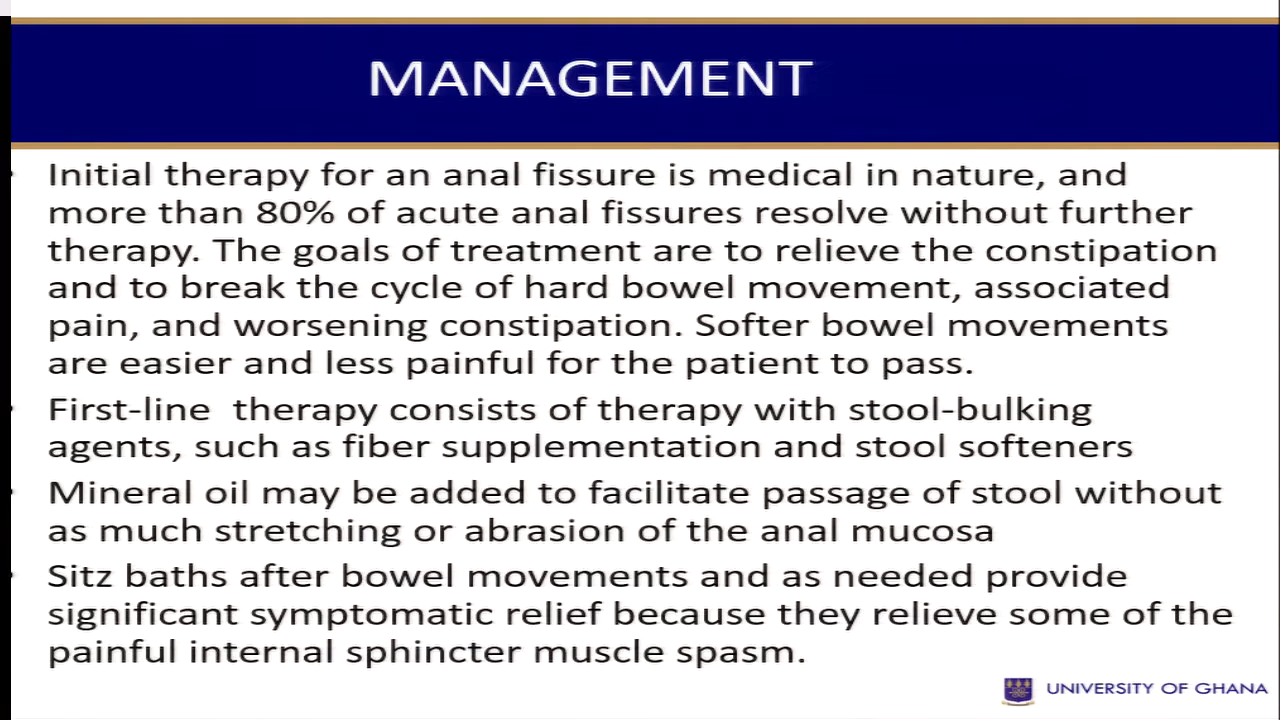 MANAGEMENT
• Initial therapy for an anal fissure is medical in nature, and
more than 80% of acute anal fissures resolve without further
therapy. The goals of treatment are to relieve the constipation
and to break the cycle of hard bowel movement, associated
pain, and worsening constipation. Softer bowel movements
are easier and less painful for the patient to pass.
• First-line  therapy consists of therapy with stool-bulking
agents, such as fiber supplementation and stool softeners
• Mineral oil may be added to facilitate passage of stool without
as much stretching or abrasion of the anal mucosa
• Sitz baths after bowel movements and as needed provide
significant symptomatic relief because they relieve some of the
painful internal sphincter muscle spasm.
UNIVERSITY OF GHANA